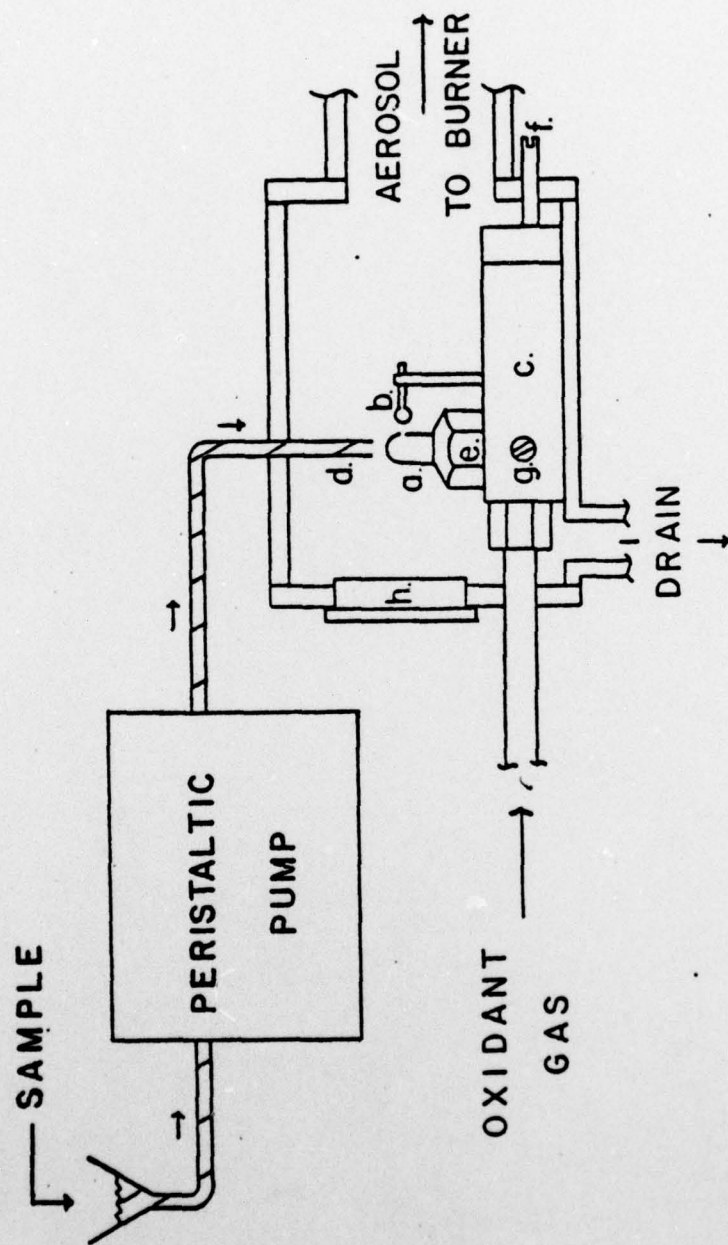 SAMPLE
PERISTALTIC
PUMP
OXIDANT
GAS
AEROSOL
TO BURNER
DRAIN
a.
b.
c.
d.
e.
f.
g.
h.